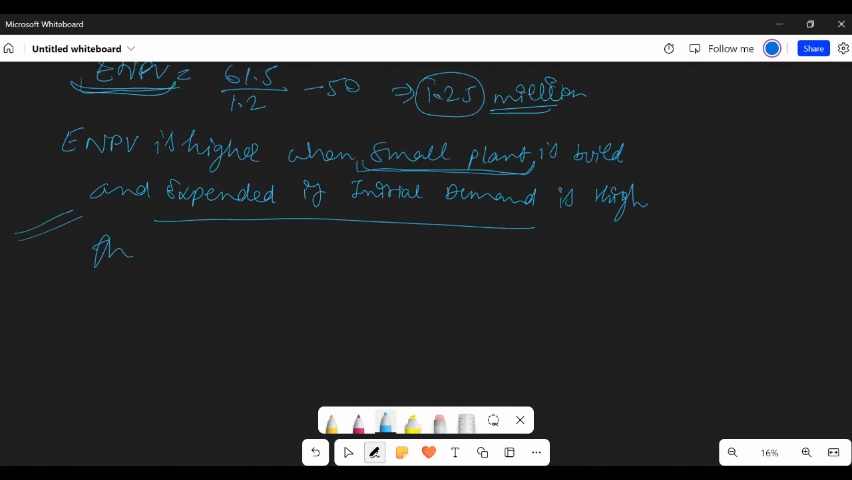 Microsoft Whiteboard
Untitled whiteboard
Follow me
Share
ENPV = 61.5 / 1.2 - 50 ⇒ 1.25 million
ENPV is higher when small plant is build
and Expended if Initial Demand is High
16%